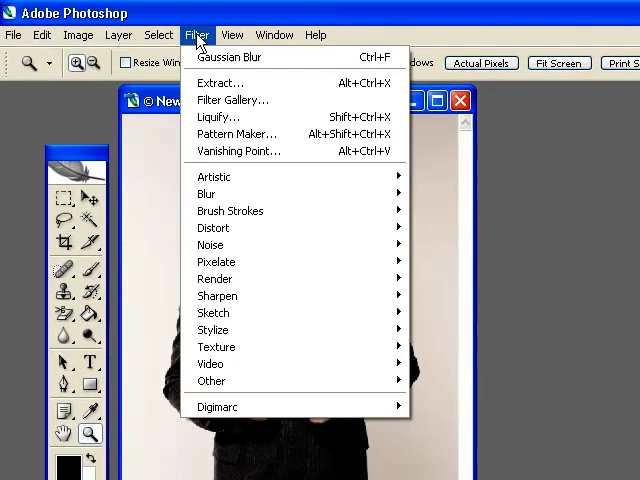 Adobe Photoshop
File Edit Image Layer Select Filter View Window Help
Resize Win
dows Actual Pixels Fit Screen Print S
© New
Gaussian Blur Ctrl+F
Extract... Alt+Ctrl+X
Filter Gallery...
Liquify... Shift+Ctrl+X
Pattern Maker... Alt+Shift+Ctrl+X
Vanishing Point... Alt+Ctrl+V
Artistic
Blur
Brush Strokes
Distort
Noise
Pixelate
Render
Sharpen
Sketch
Stylize
Texture
Video
Other
Digimarc